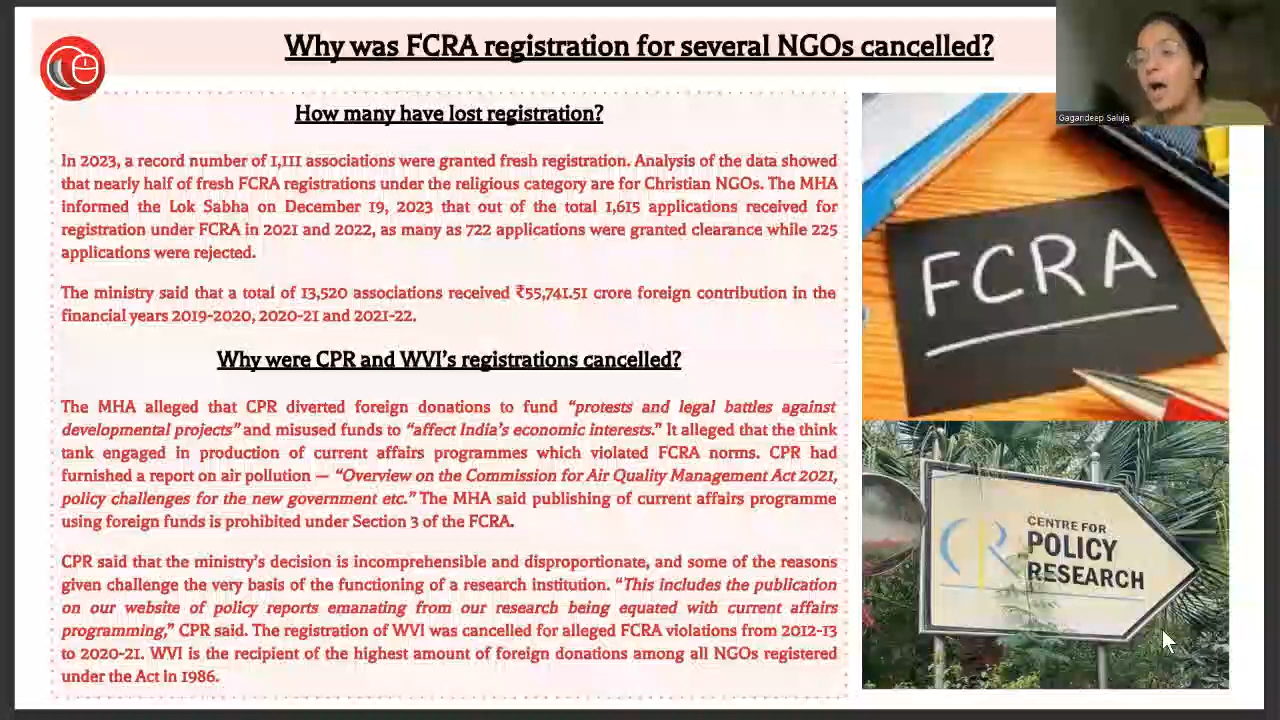 Why was FCRA registration for several NGOs cancelled?
Gagandeep Saluja
How many have lost registration?
In 2023, a record number of 1,111 associations were granted fresh registration. Analysis of the data showed
that nearly half of fresh FCRA registrations under the religious category are for Christian NGOs. The MHA
informed the Lok Sabha on December 19, 2023 that out of the total 1,615 applications received for
registration under FCRA in 2021 and 2022, as many as 722 applications were granted clearance while 225
applications were rejected.
The ministry said that a total of 13,520 associations received ₹55,741.51 crore foreign contribution in the
financial years 2019-2020, 2020-21 and 2021-22.
Why were CPR and WVI's registrations cancelled?
The MHA alleged that CPR diverted foreign donations to fund “protests and legal battles against
developmental projects” and misused funds to “affect India's economic interests.” It alleged that the think
tank engaged in production of current affairs programmes which violated FCRA norms. CPR had
furnished a report on air pollution — “Overview on the Commission for Air Quality Management Act 2021,
policy challenges for the new government etc.” The MHA said publishing of current affairs programme
using foreign funds is prohibited under Section 3 of the FCRA.
CPR said that the ministry's decision is incomprehensible and disproportionate, and some of the reasons
given challenge the very basis of the functioning of a research institution. “This includes the publication
on our website of policy reports emanating from our research being equated with current affairs
programming,” CPR said. The registration of WVI was cancelled for alleged FCRA violations from 2012-13
to 2020-21. WVI is the recipient of the highest amount of foreign donations among all NGOs registered
under the Act in 1986.
FCRA
CPR
CENTRE FOR
POLICY
RESEARCH